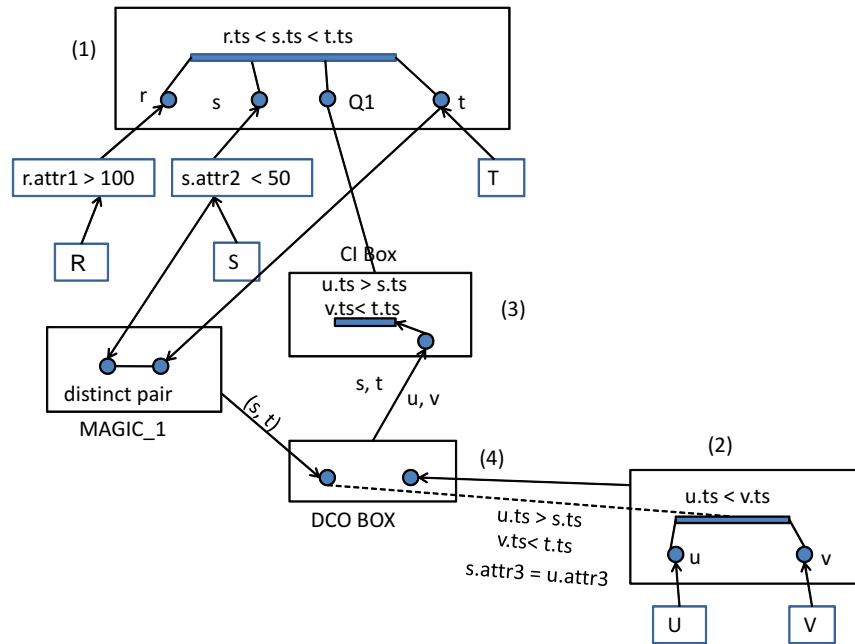 (1)
r.ts < s.ts < t.ts
r
s
Q1
t
r.attr1 > 100
s.attr2 < 50
T
R
S
CI Box
u.ts > s.ts
v.ts< t.ts
(3)
distinct pair
MAGIC_1
s, t
u, v
(s, t)
(4)
(2)
DCO BOX
u.ts < v.ts
u.ts > s.ts
v.ts< t.ts
s.attr3 = u.attr3
u
v
U
V